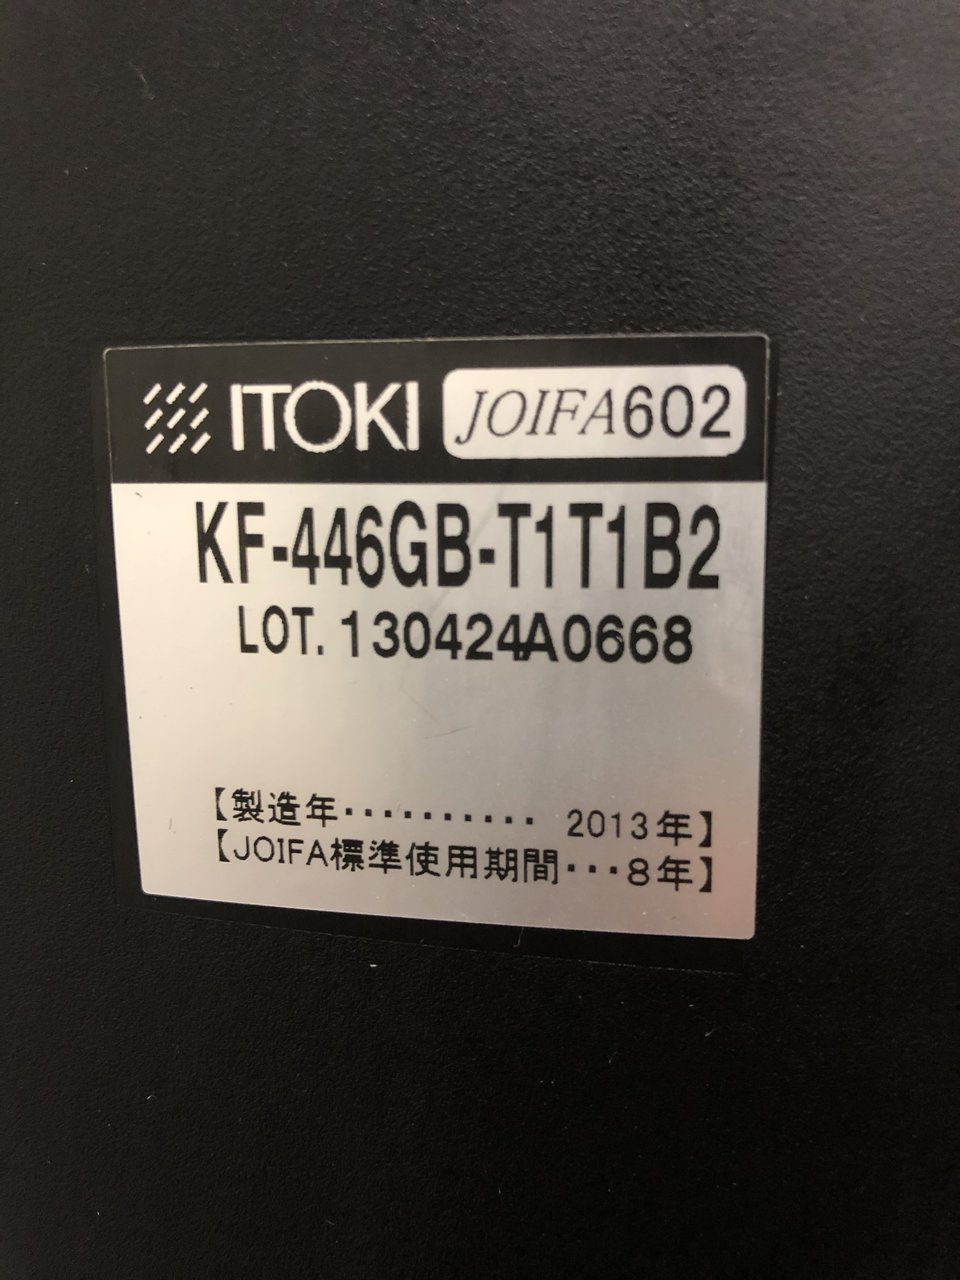 ITOKI JOIFA602
KF-446GB-T1T1B2
LOT. 130424A0668
【製造年・・・・・・・・・・ 2013年】
【JOIFA標準使用期間・・・8年】